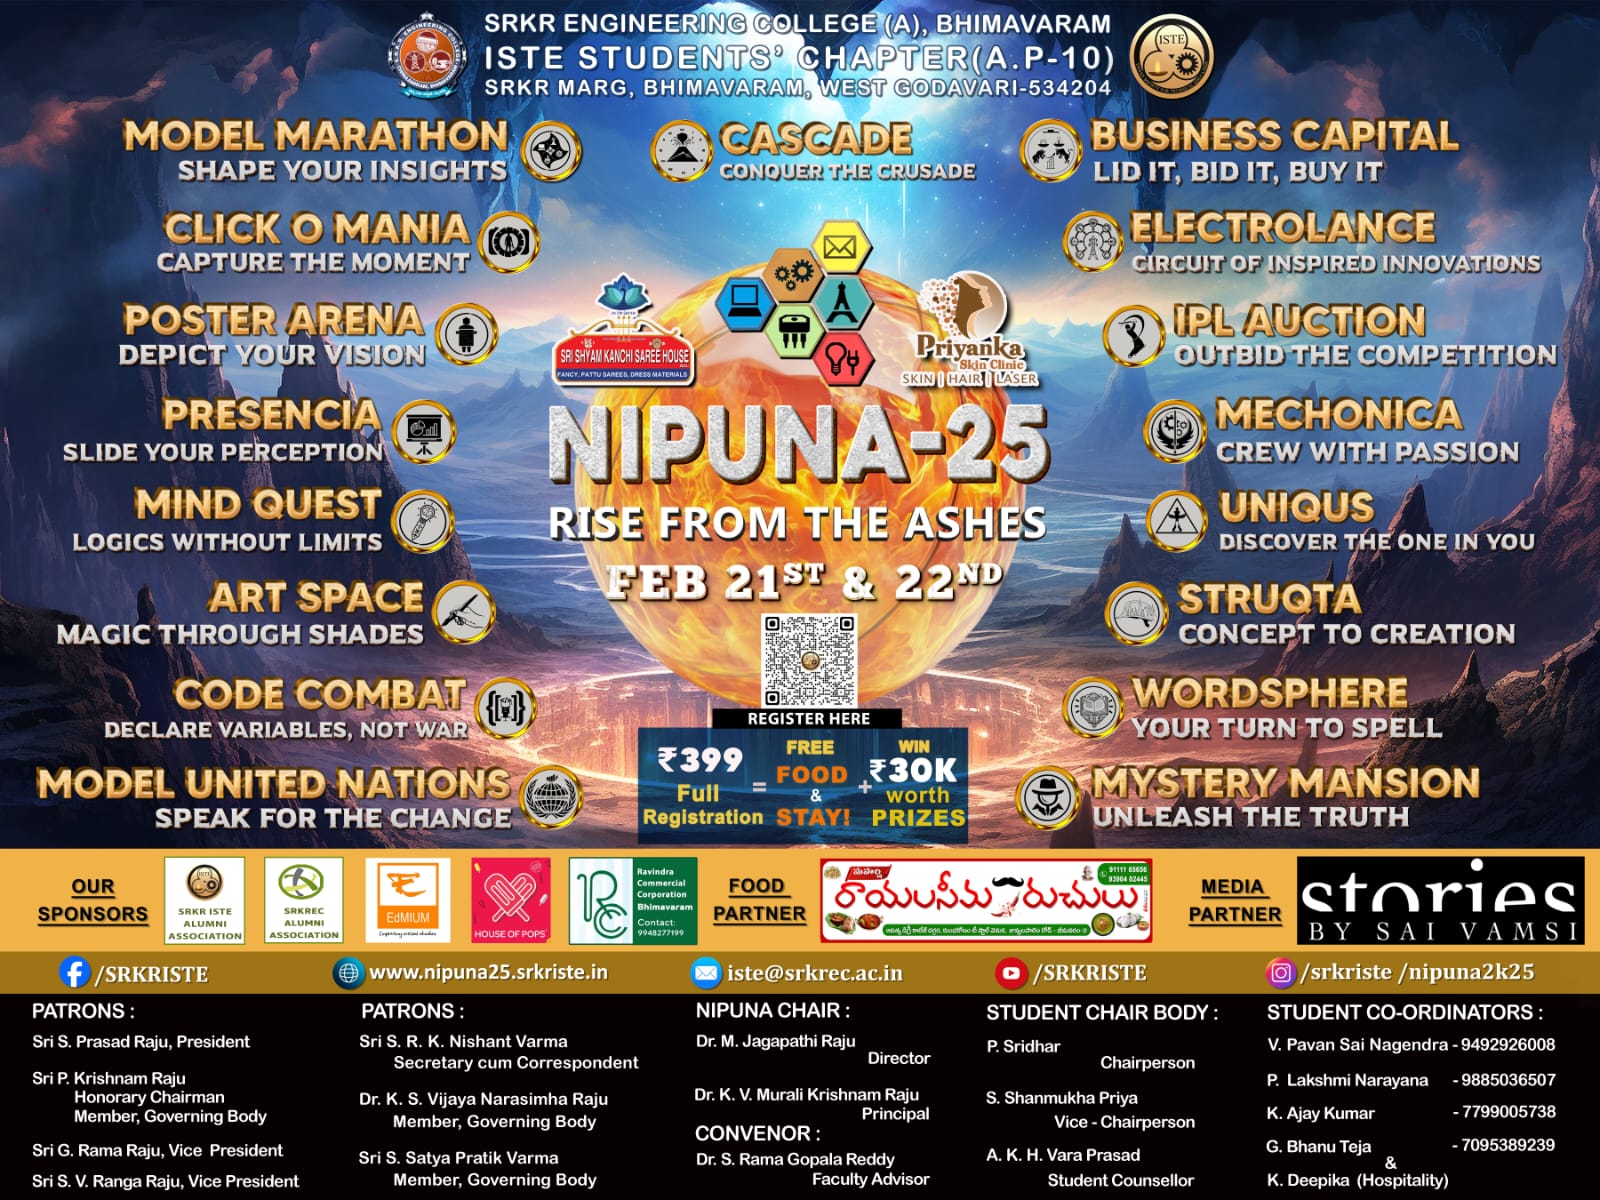 SRKR ENGINEERING COLLEGE (A), BHIMAVARAM
ISTE STUDENTS' CHAPTER(A.P-10)
SRKR MARG, BHIMAVARAM, WEST GODAVARI-534204
ISTE
MODEL MARATHON
SHAPE YOUR INSIGHTS
CASCADE
CONQUER THE CRUSADE
BUSINESS CAPITAL
LID IT, BID IT, BUY IT
CLICK O MANIA
CAPTURE THE MOMENT
ELECTROLANCE
CIRCUIT OF INSPIRED INNOVATIONS
POSTER ARENA
DEPICT YOUR VISION
SRI SHYAM KANCHI SAREE HOUSE
FANCY, PATTU SAREES, DRESS MATERIALS
Priyanka
Skin Clinic
SKIN | HAIR | LASER
IPL AUCTION
OUTBID THE COMPETITION
PRESENCIA
SLIDE YOUR PERCEPTION
NIPUNA-25
RISE FROM THE ASHES
FEB 21ST & 22ND
MECHONICA
CREW WITH PASSION
MIND QUEST
LOGICS WITHOUT LIMITS
UNIQUS
DISCOVER THE ONE IN YOU
ART SPACE
MAGIC THROUGH SHADES
STRUQTA
CONCEPT TO CREATION
CODE COMBAT
DECLARE VARIABLES, NOT WAR
REGISTER HERE
WORDSPHERE
YOUR TURN TO SPELL
MODEL UNITED NATIONS
SPEAK FOR THE CHANGE
₹399
Full
Registration
=
FREE
FOOD
&
STAY!
+
WIN
₹30K
worth
PRIZES
MYSTERY MANSION
UNLEASH THE TRUTH
OUR
SPONSORS
SRKR ISTE
ALUMNI
ASSOCIATION
SRKREC
ALUMNI
ASSOCIATION
EdMIUM
HOUSE OF POPS
Ravindra
Commercial
Corporation
Bhimavaram
Contact:
9948277199
FOOD
PARTNER
మహర్షి
రాయలసీమ రుచులు
91111 65656
93904 02445
MEDIA
PARTNER
stories
BY SAI VAMSI
/SRKRISTE
www.nipuna25.srkriste.in
iste@srkrec.ac.in
/SRKRISTE
/srkriste /nipuna2k25
PATRONS :
Sri S. Prasad Raju, President
Sri P. Krishnam Raju
Honorary Chairman
Member, Governing Body
Sri G. Rama Raju, Vice President
Sri S. V. Ranga Raju, Vice President
PATRONS :
Sri S. R. K. Nishant Varma
Secretary cum Correspondent
Dr. K. S. Vijaya Narasimha Raju
Member, Governing Body
Sri S. Satya Pratik Varma
Member, Governing Body
NIPUNA CHAIR :
Dr. M. Jagapathi Raju
Director
Dr. K. V. Murali Krishnam Raju
Principal
CONVENOR :
Dr. S. Rama Gopala Reddy
Faculty Advisor
STUDENT CHAIR BODY :
P. Sridhar
Chairperson
S. Shanmukha Priya
Vice - Chairperson
A. K. H. Vara Prasad
Student Counsellor
STUDENT CO-ORDINATORS :
V. Pavan Sai Nagendra - 9492926008
P. Lakshmi Narayana - 9885036507
K. Ajay Kumar - 7799005738
G. Bhanu Teja - 7095389239
&
K. Deepika (Hospitality)